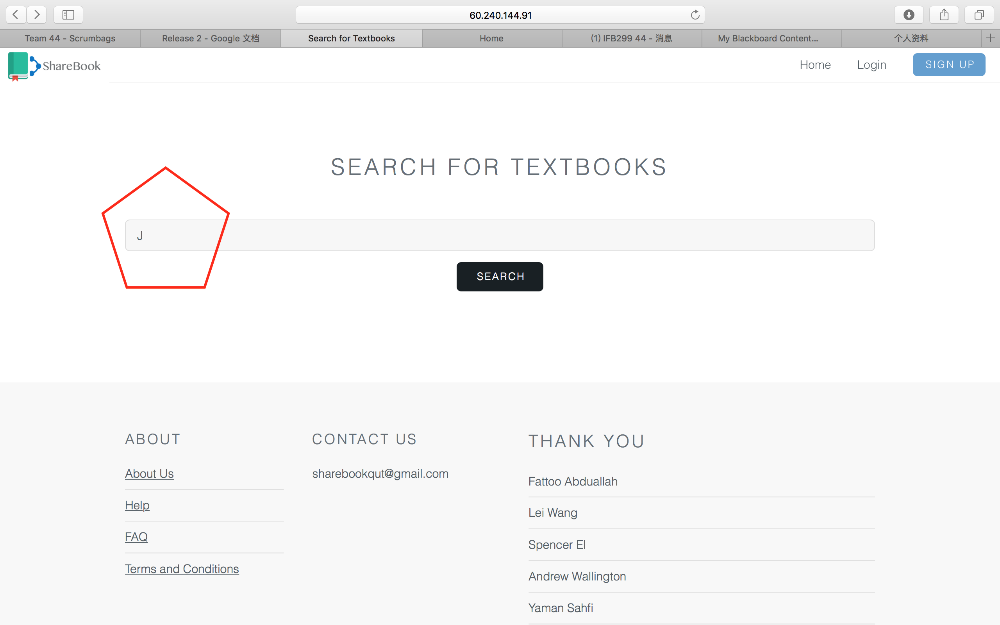 60.240.144.91
Team 44 - Scrumbags
Release 2 - Google 文档
Search for Textbooks
Home
(1) IFB299 44 - 消息
My Blackboard Content...
个人资料
ShareBook
Home
Login
SIGN UP
SEARCH FOR TEXTBOOKS
J
SEARCH
ABOUT
About Us
Help
FAQ
Terms and Conditions
CONTACT US
sharebookqut@gmail.com
THANK YOU
Fattoo Abduallah
Lei Wang
Spencer El
Andrew Wallington
Yaman Sahfi